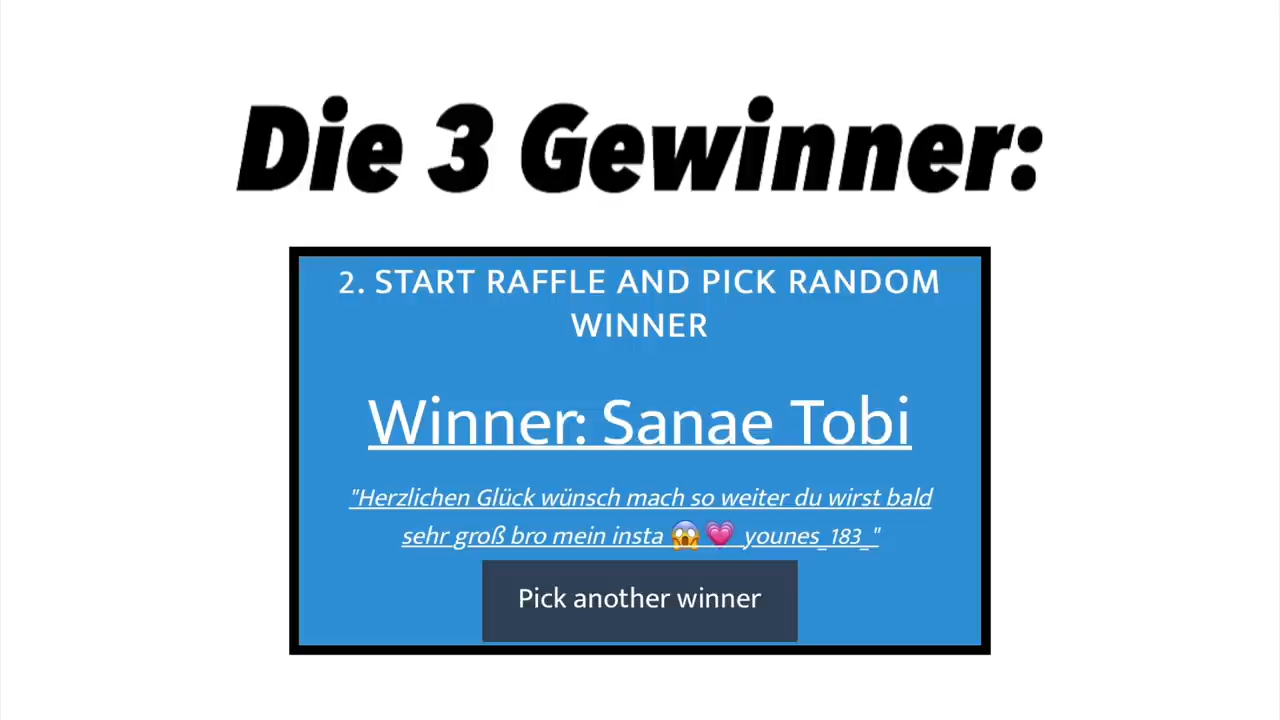 Die 3 Gewinner:
2. START RAFFLE AND PICK RANDOM
WINNER
Winner: Sanae Tobi
"Herzlichen Glück wünsch mach so weiter du wirst bald
sehr groß bro mein insta 😱💗 younes_183_"
Pick another winner